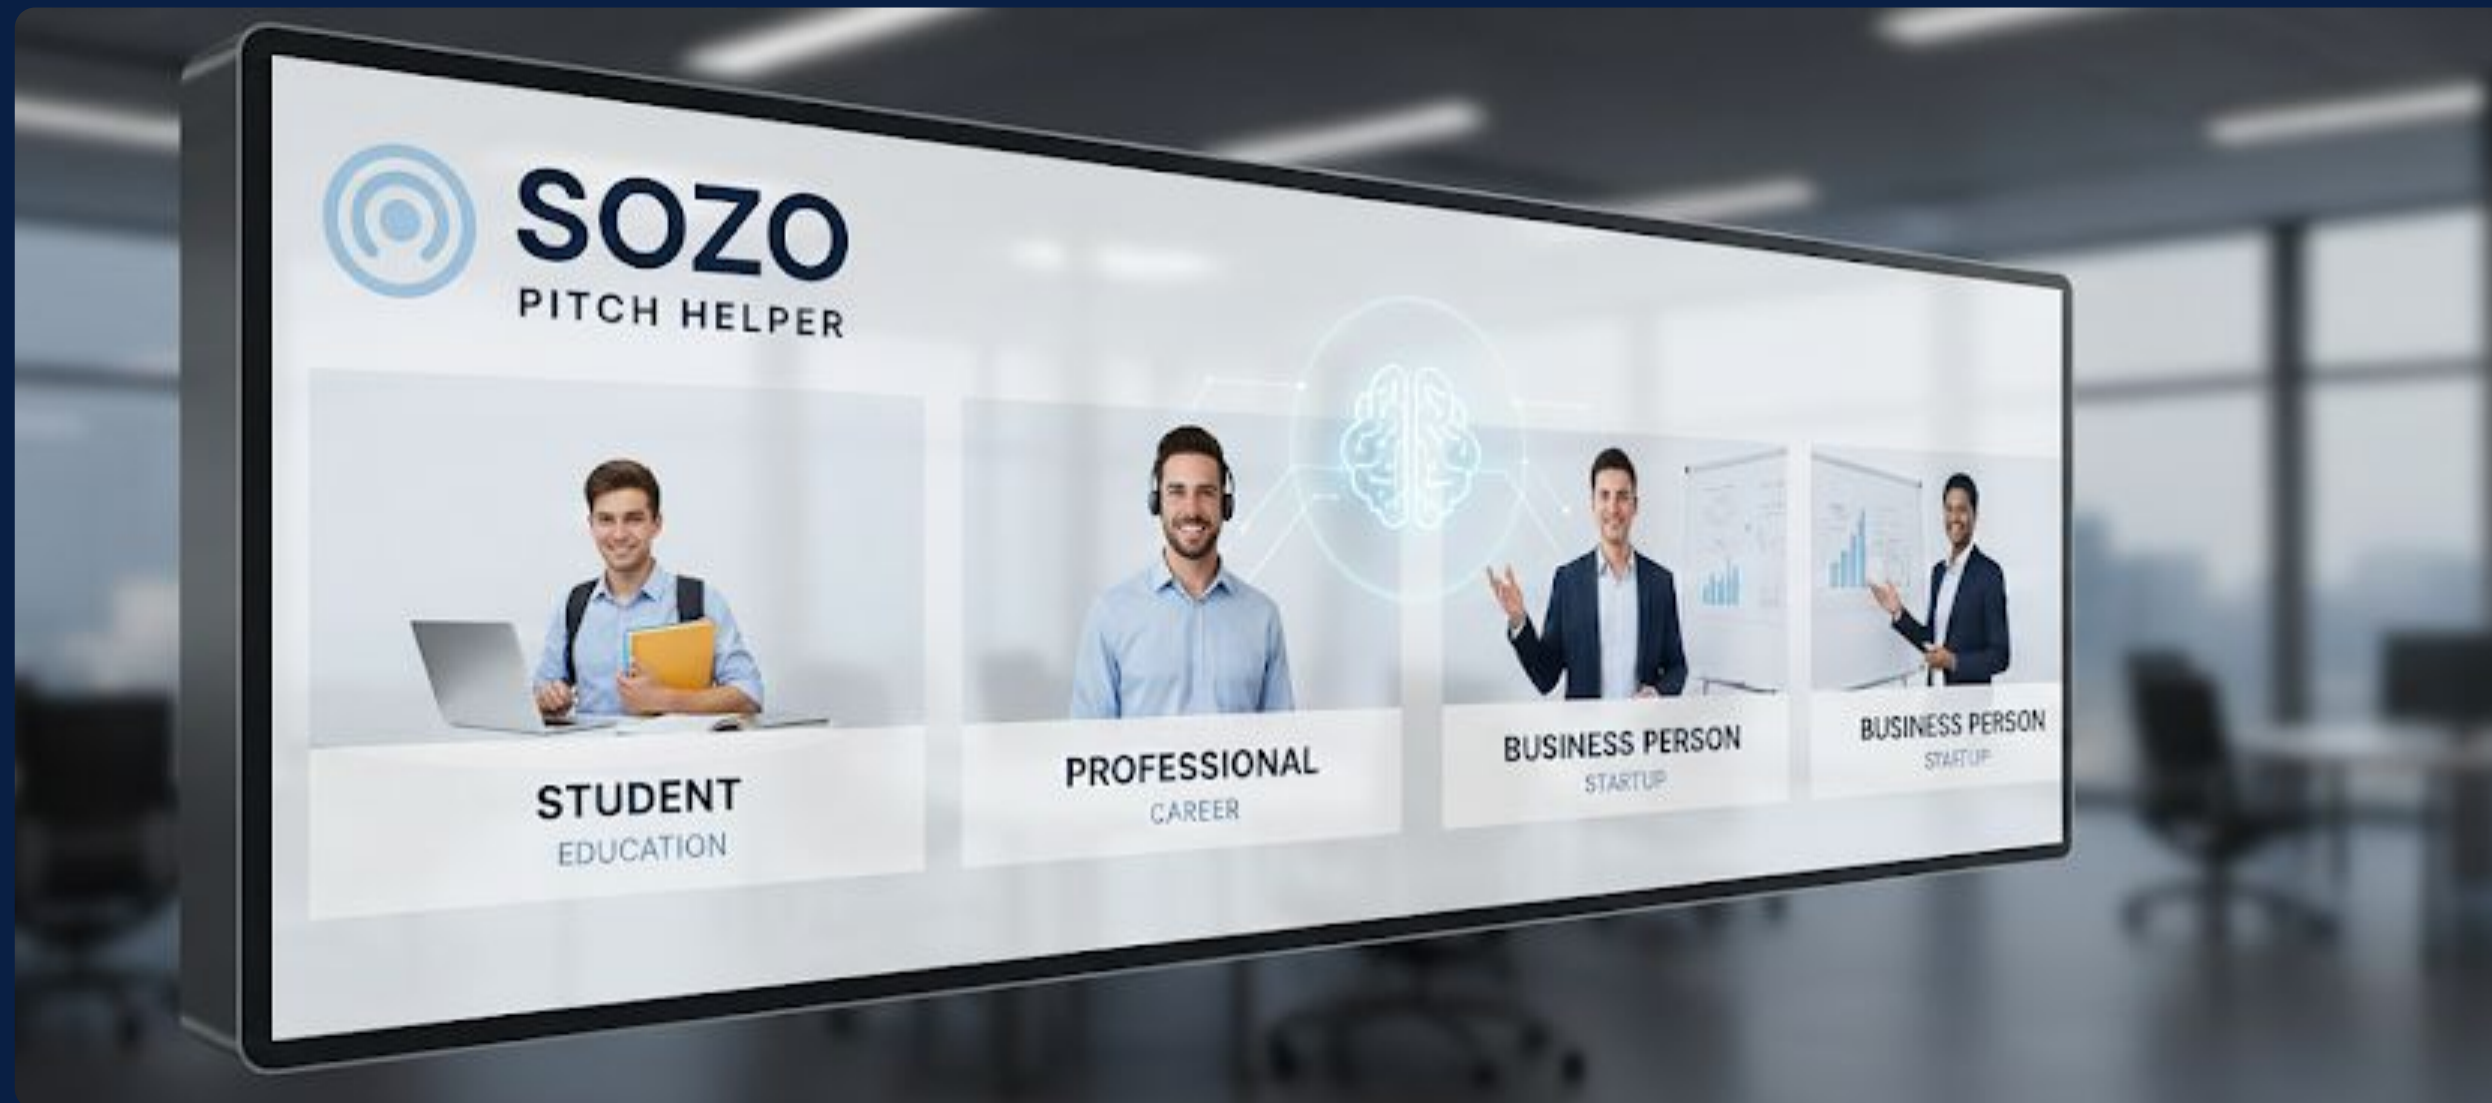 SOZO
PITCH HELPER
STUDENT
EDUCATION
PROFESSIONAL
CAREER
BUSINESS PERSON
STARTUP
BUSINESS PERSON
STARTUP